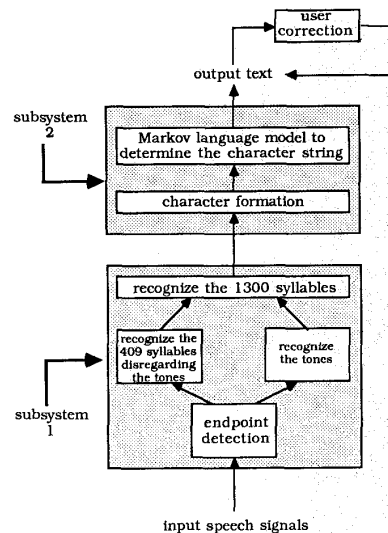 user
correction
output text
subsystem
2
Markov language model to
determine the character string
character formation
recognize the 1300 syllables
recognize the
409 syllables
disregarding
the tones
recognize
the tones
subsystem
1
endpoint
detection
input speech signals